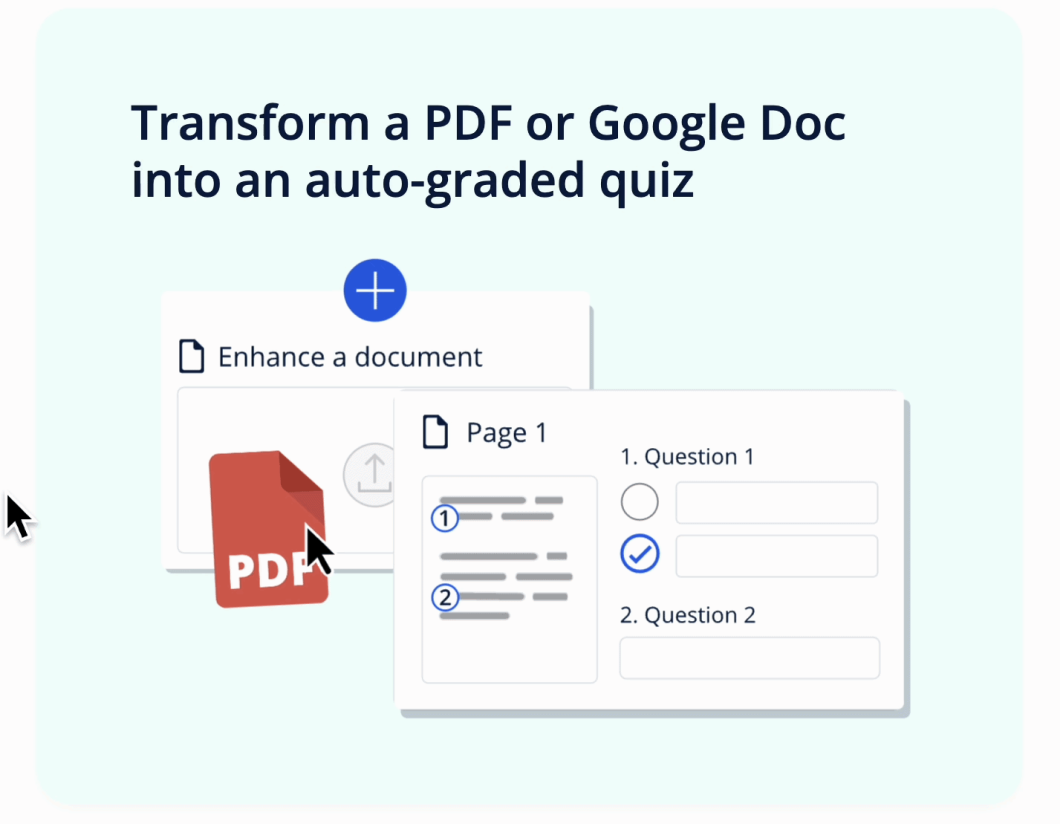 Transform a PDF or Google Doc
into an auto-graded quiz
Enhance a document
PDF
Page 1
1
2
1. Question 1
2. Question 2